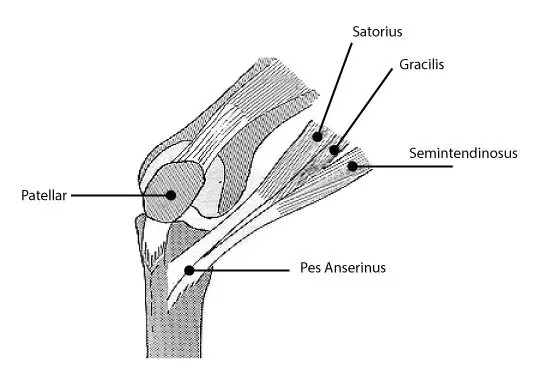 Satorius
Gracilis
Semintendinosus
Patellar
Pes Anserinus